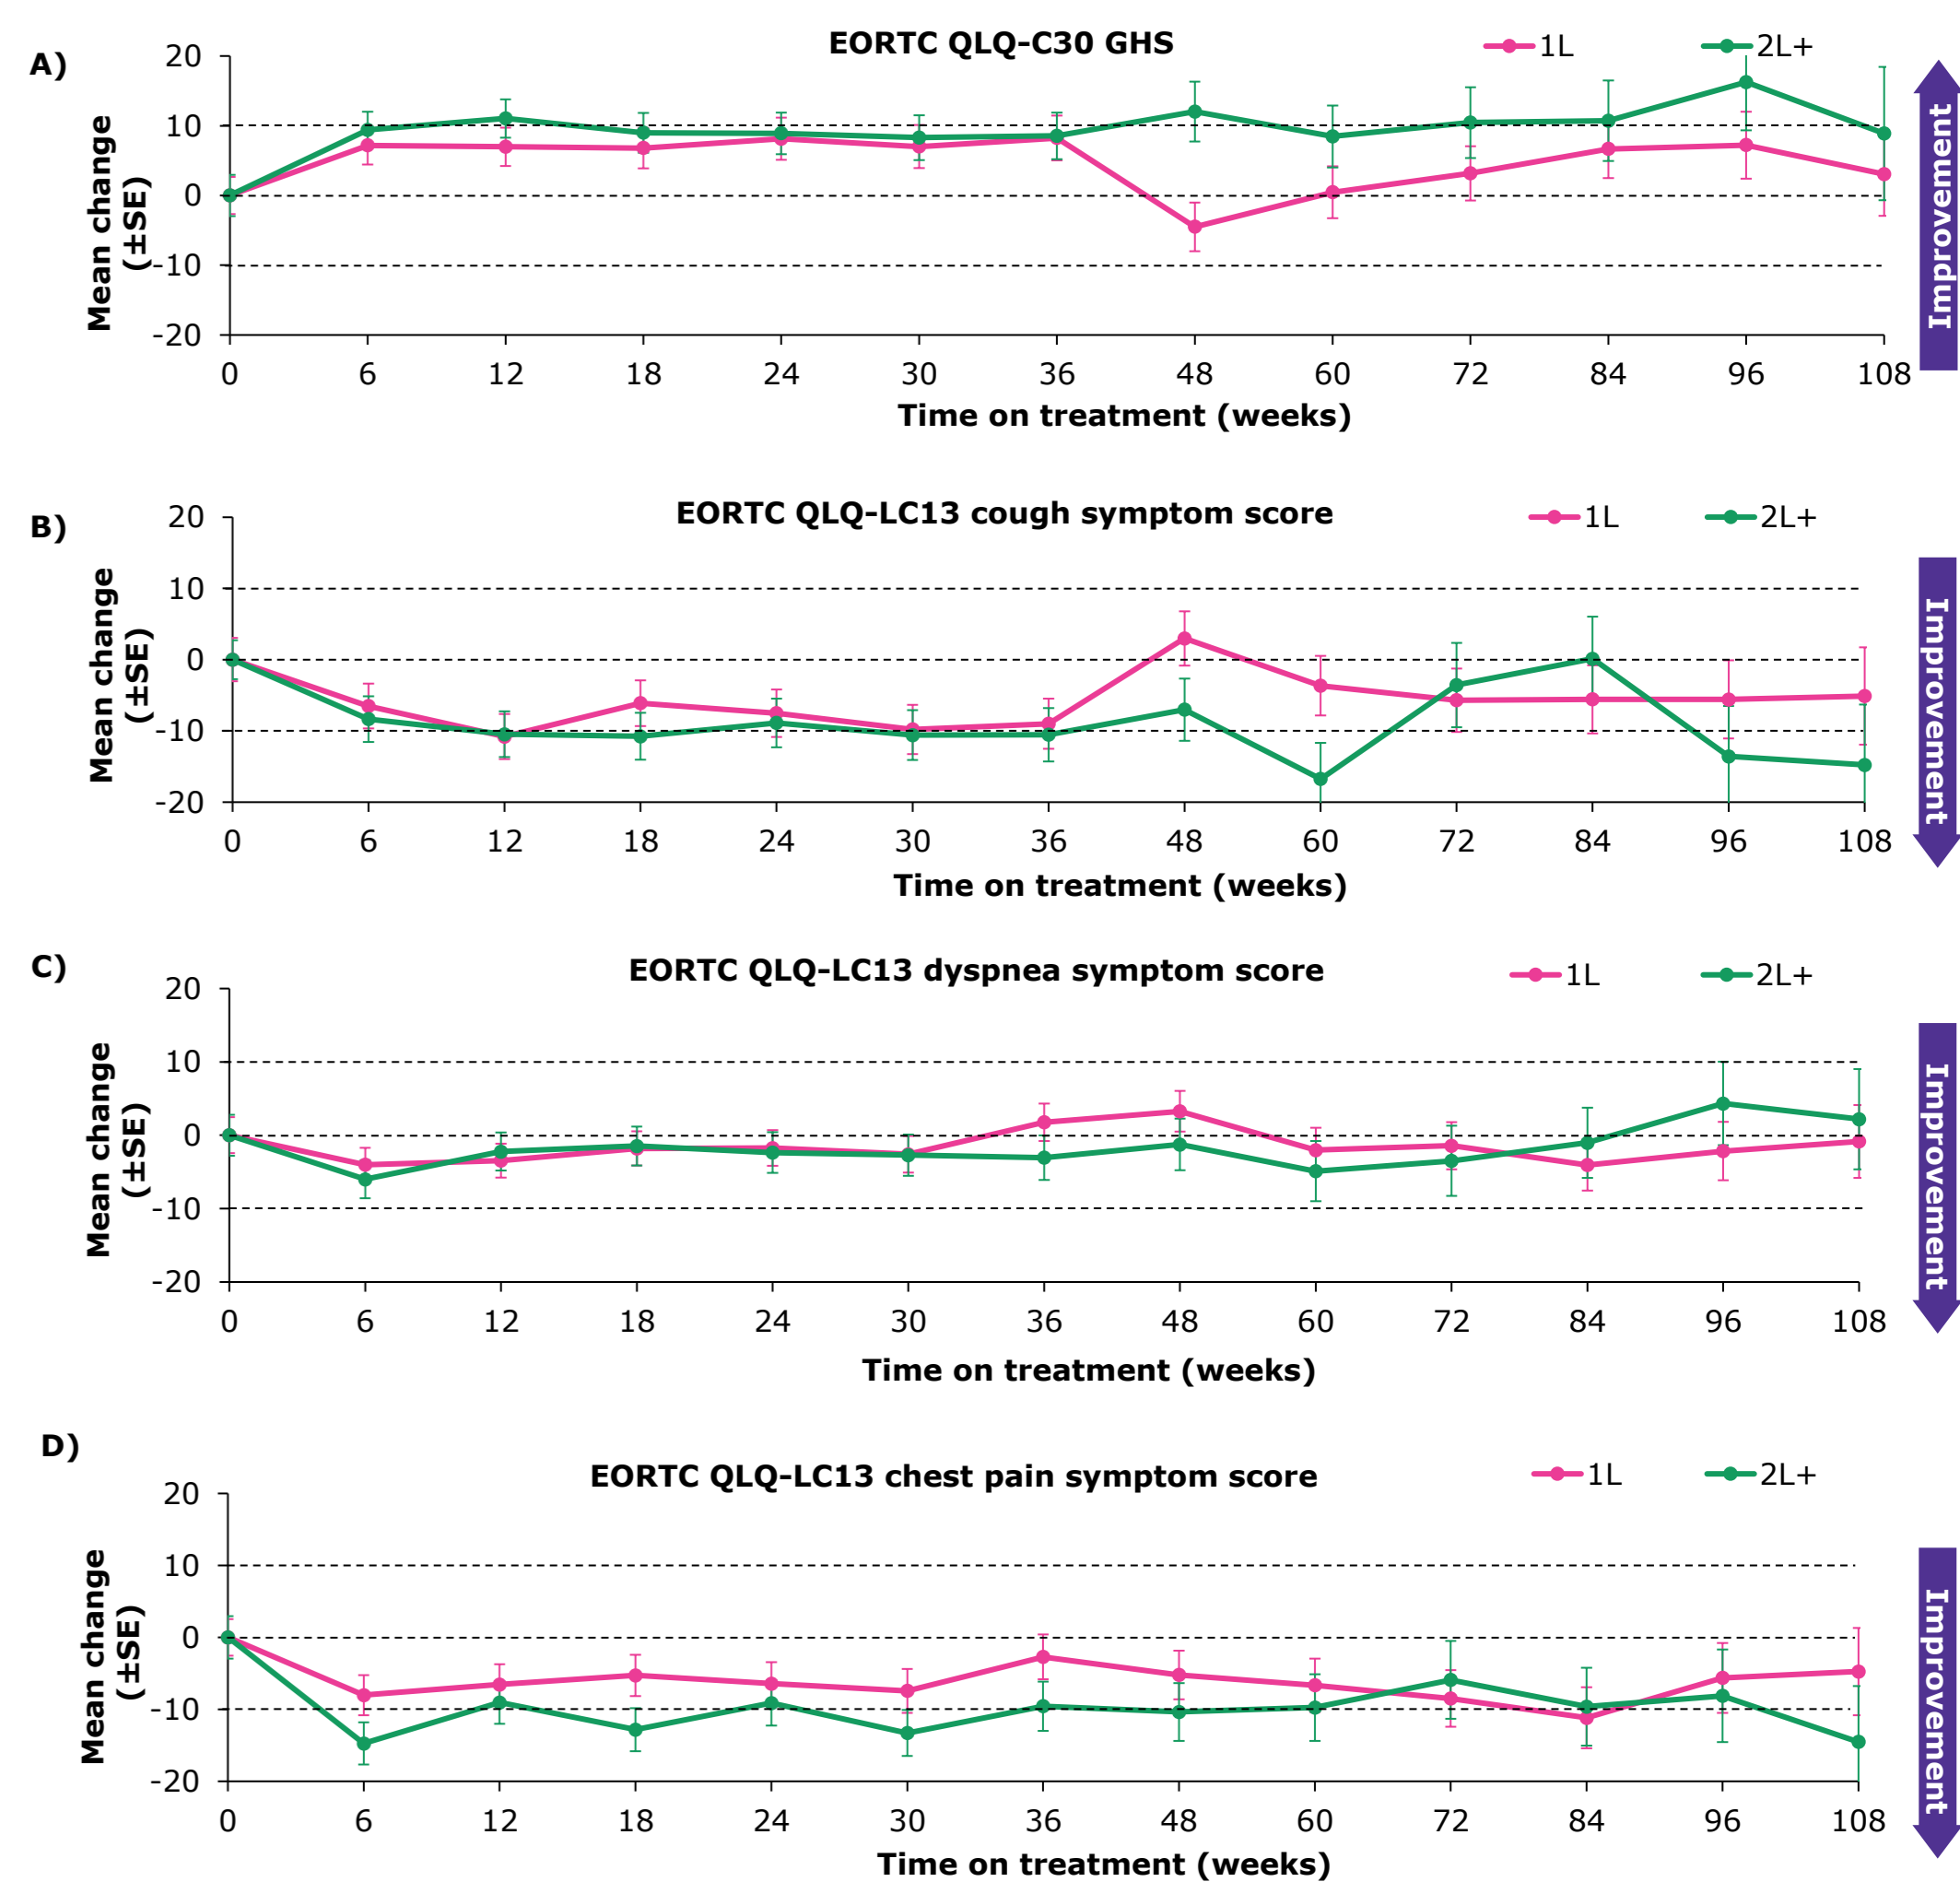 A)
EORTC QLQ-C30 GHS
1L
2L+
Mean change
(±SE)
20
10
0
-10
-20
0 6 12 18 24 30 36 48 60 72 84 96 108
Time on treatment (weeks)
Improvement
B)
EORTC QLQ-LC13 cough symptom score
1L
2L+
Mean change
(±SE)
20
10
0
-10
-20
0 6 12 18 24 30 36 48 60 72 84 96 108
Time on treatment (weeks)
Improvement
C)
EORTC QLQ-LC13 dyspnea symptom score
1L
2L+
Mean change
(±SE)
20
10
0
-10
-20
0 6 12 18 24 30 36 48 60 72 84 96 108
Time on treatment (weeks)
Improvement
D)
EORTC QLQ-LC13 chest pain symptom score
1L
2L+
Mean change
(±SE)
20
10
0
-10
-20
0 6 12 18 24 30 36 48 60 72 84 96 108
Time on treatment (weeks)
Improvement